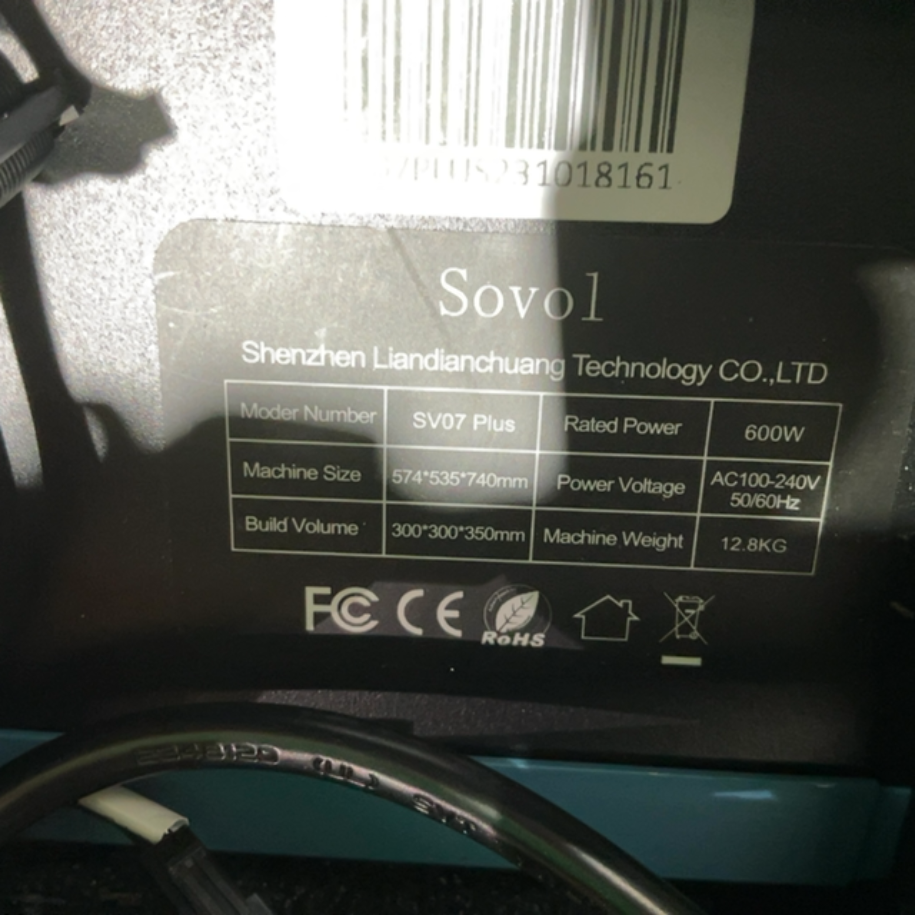 7PLUS231018161
Sovol
Shenzhen Liandianchuang Technology CO.,LTD
Moder Number SV07 Plus Rated Power 600W
Machine Size 574*535*740mm Power Voltage AC100-240V
50/60Hz
Build Volume 300*300*350mm Machine Weight 12.8KG
FC CE RoHS